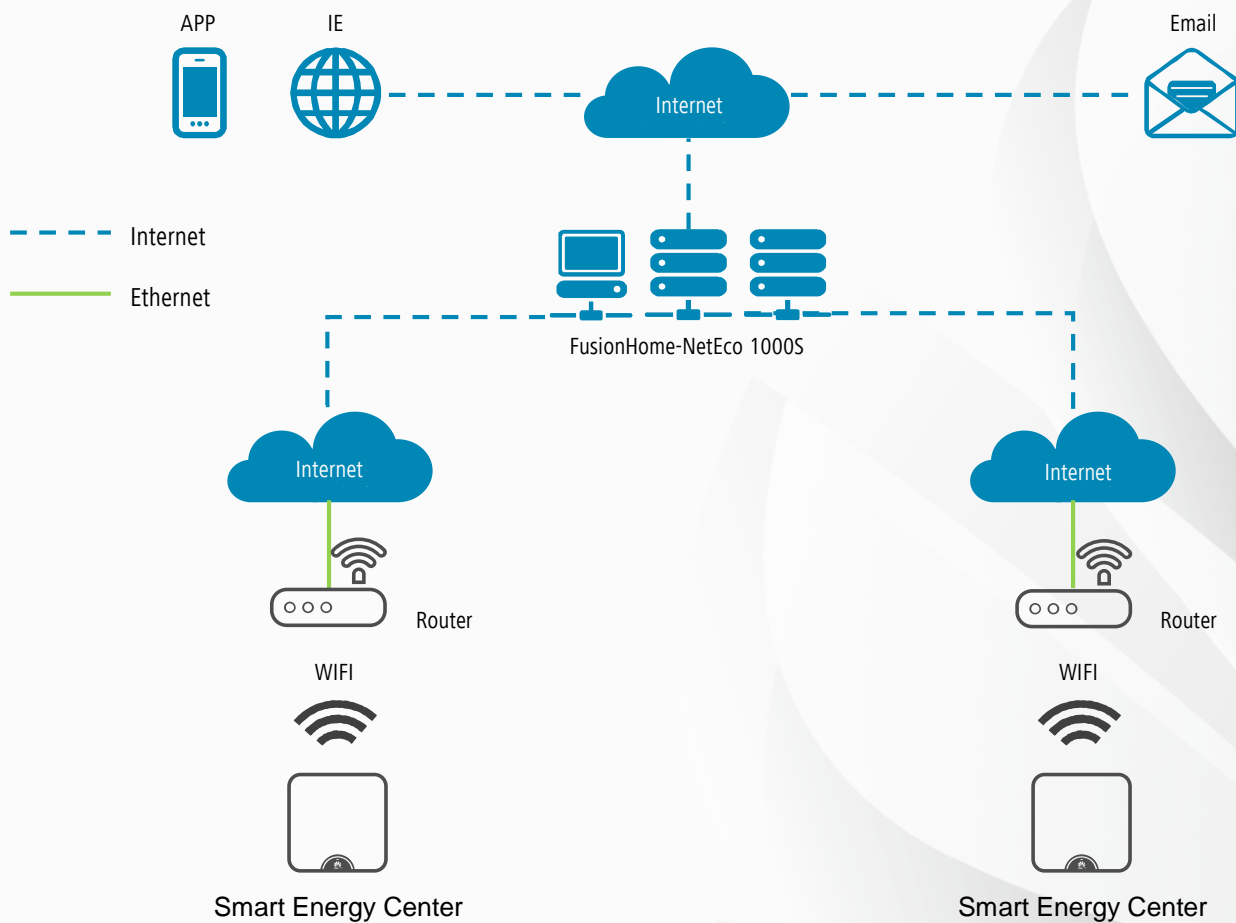 APP
IE
Email
Internet
Internet
Ethernet
FusionHome-NetEco 1000S
Internet
Internet
Router
Router
WIFI
WIFI
Smart Energy Center
Smart Energy Center